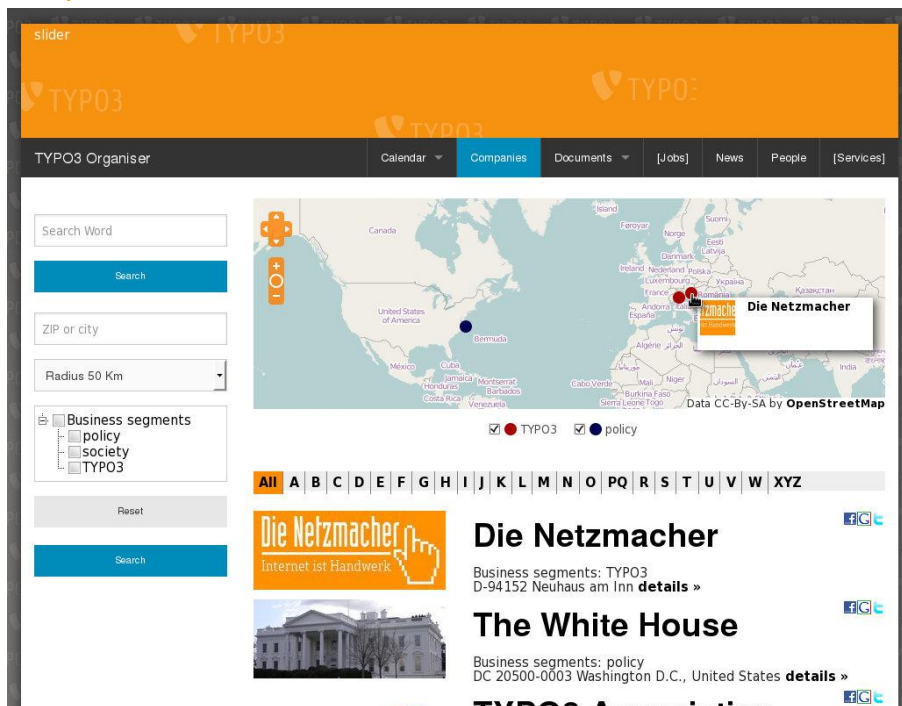 slider
TYPO3
TYPO3
TYPO3
TYPO3
TYPO3 Organiser
Calendar
Companies
Documents
[Jobs]
News
People
[Services]
Search Word
Search
ZIP or city
Radius 50 Km
Business segments
policy
society
TYPO3
Reset
Search
Canada
Ísland
Føroyar
Norge
Suomi
Eesti
Latvija
Danmark
Ireland
Nederland
Polska
Luxembourg
Україна
France
România
Қазақстан
Andorra
Italia
España
United States
of America
Bermuda
México
Cuba
Jamaica
Montserrat
Honduras
Barbados
Costa Rica
Venezuela
Cabo Verde
Mali
Niger
Burkina Faso
Sierra Leone
Togo
India
Die Netzmacher
Data CC-By-SA by OpenStreetMap
TYPO3
policy
All A B C D E F G H I J K L M N O PQ R S T U V W XYZ
Die Netzmacher
Internet ist Handwerk
Die Netzmacher
Business segments: TYPO3
D-94152 Neuhaus am Inn details »
The White House
Business segments: policy
DC 20500-0003 Washington D.C., United States details »